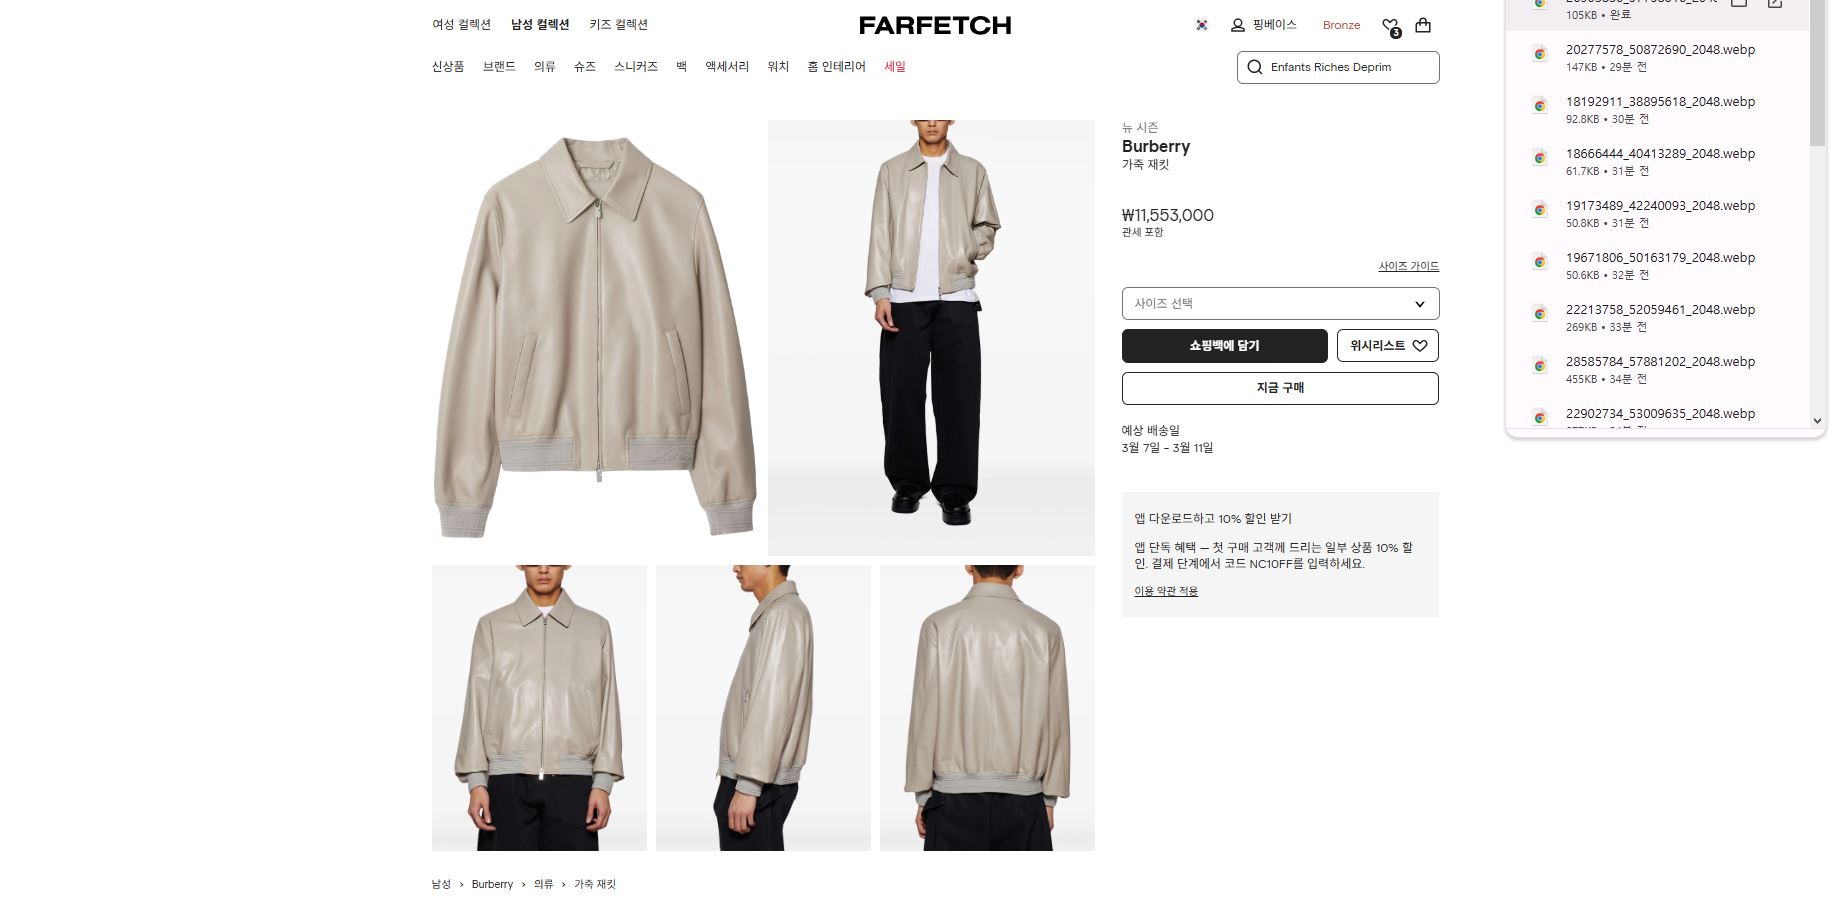 여성 컬렉션 남성 컬렉션 키즈 컬렉션
FARFETCH
핑베이스 Bronze 3
신상품 브랜드 의류 슈즈 스니커즈 백 액세서리 워치 홈 인테리어 세일
Enfants Riches Deprim
뉴 시즌
Burberry
가죽 재킷
₩11,553,000
관세 포함
사이즈 가이드
사이즈 선택
쇼핑백에 담기 위시리스트
지금 구매
예상 배송일
3월 7일 - 3월 11일
앱 다운로드하고 10% 할인 받기
앱 단독 혜택 — 첫 구매 고객께 드리는 일부 상품 10% 할
인. 결제 단계에서 코드 NC10FF를 입력하세요.
이용 약관 적용
남성 › Burberry › 의류 › 가죽 재킷
105KB • 완료
20277578_50872690_2048.webp
147KB • 29분 전
18192911_38895618_2048.webp
92.8KB • 30분 전
18666444_40413289_2048.webp
61.7KB • 31분 전
19173489_42240093_2048.webp
50.8KB • 31분 전
19671806_50163179_2048.webp
50.6KB • 32분 전
22213758_52059461_2048.webp
269KB • 33분 전
28585784_57881202_2048.webp
455KB • 34분 전
22902734_53009635_2048.webp